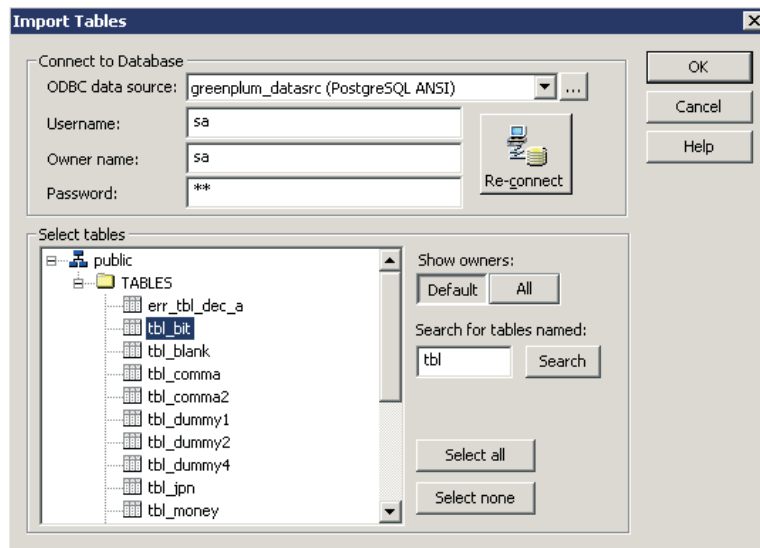 Import Tables
Connect to Database
ODBC data source: greenplum_datasrc (PostgreSQL ANSI) ...
Username: sa
Owner name: sa
Password: **
Re-connect
OK
Cancel
Help
Select tables
public
TABLES
err_tbl_dec_a
tbl_bit
tbl_blank
tbl_comma
tbl_comma2
tbl_dummy1
tbl_dummy2
tbl_dummy4
tbl_jpn
tbl_money
Show owners:
Default All
Search for tables named:
tbl Search
Select all
Select none